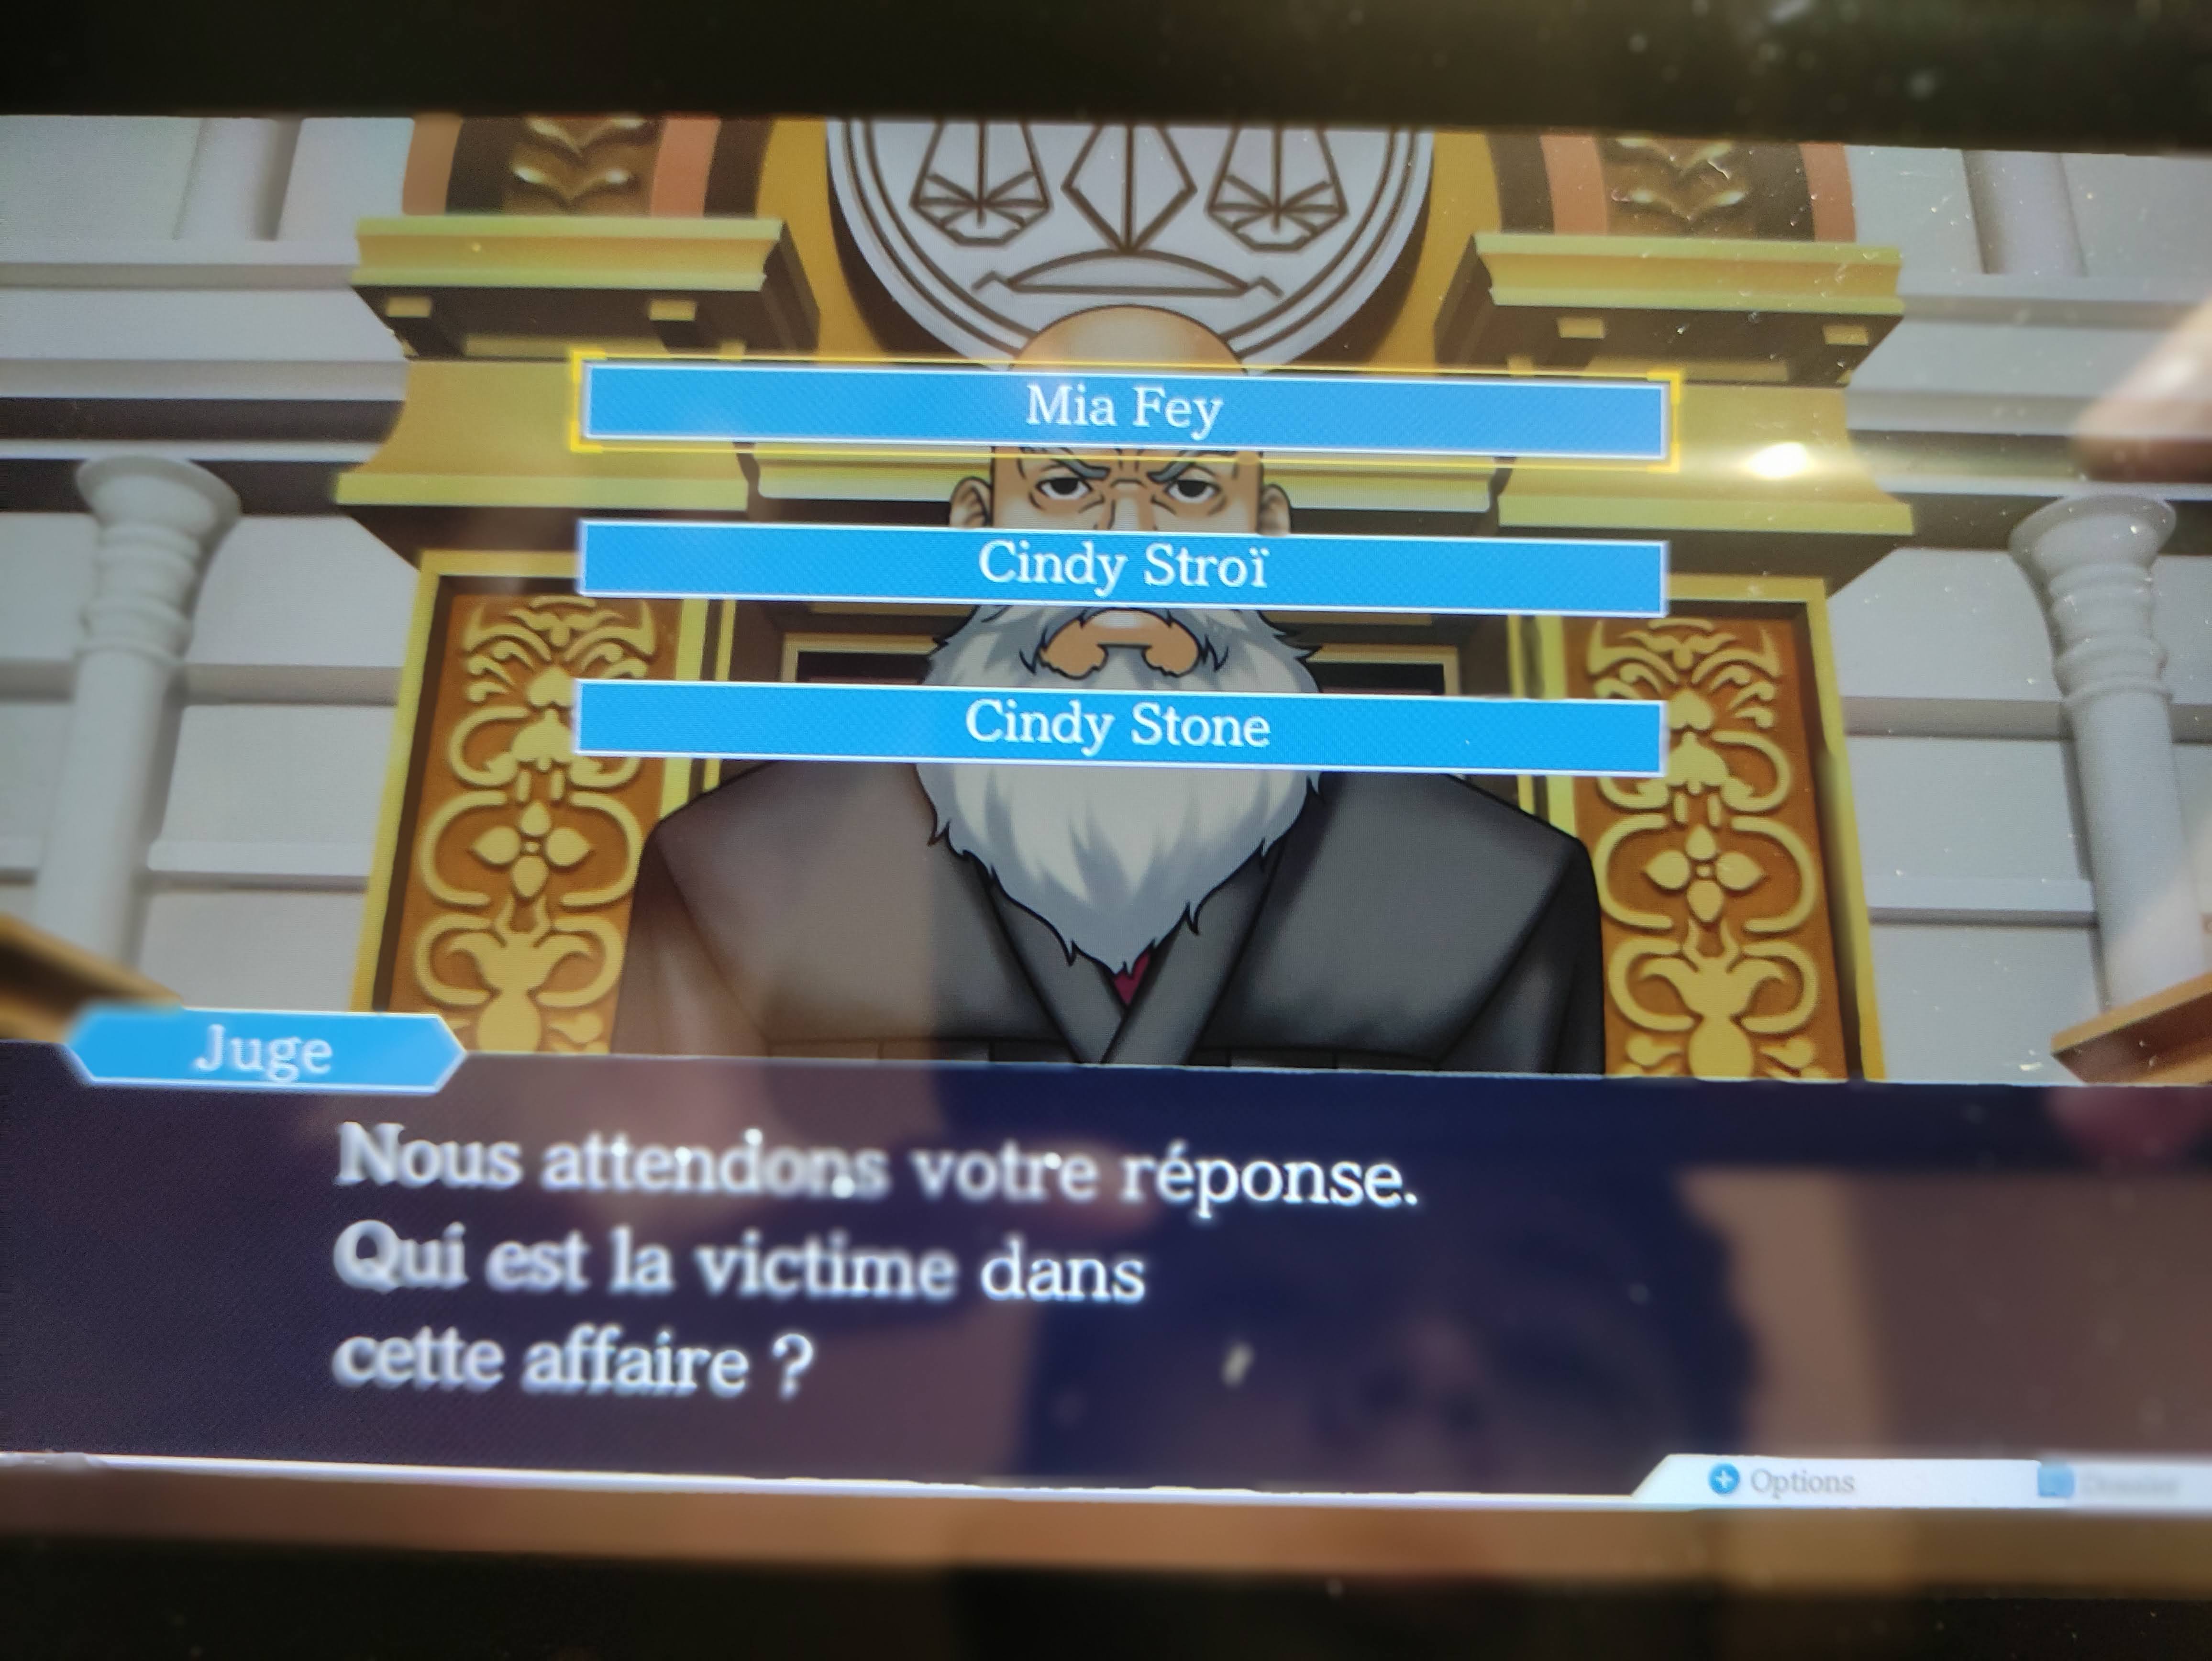 Mia Fey
Cindy Stroï
Cindy Stone
Juge
Nous attendons votre réponse.
Qui est la victime dans
cette affaire ?
Options